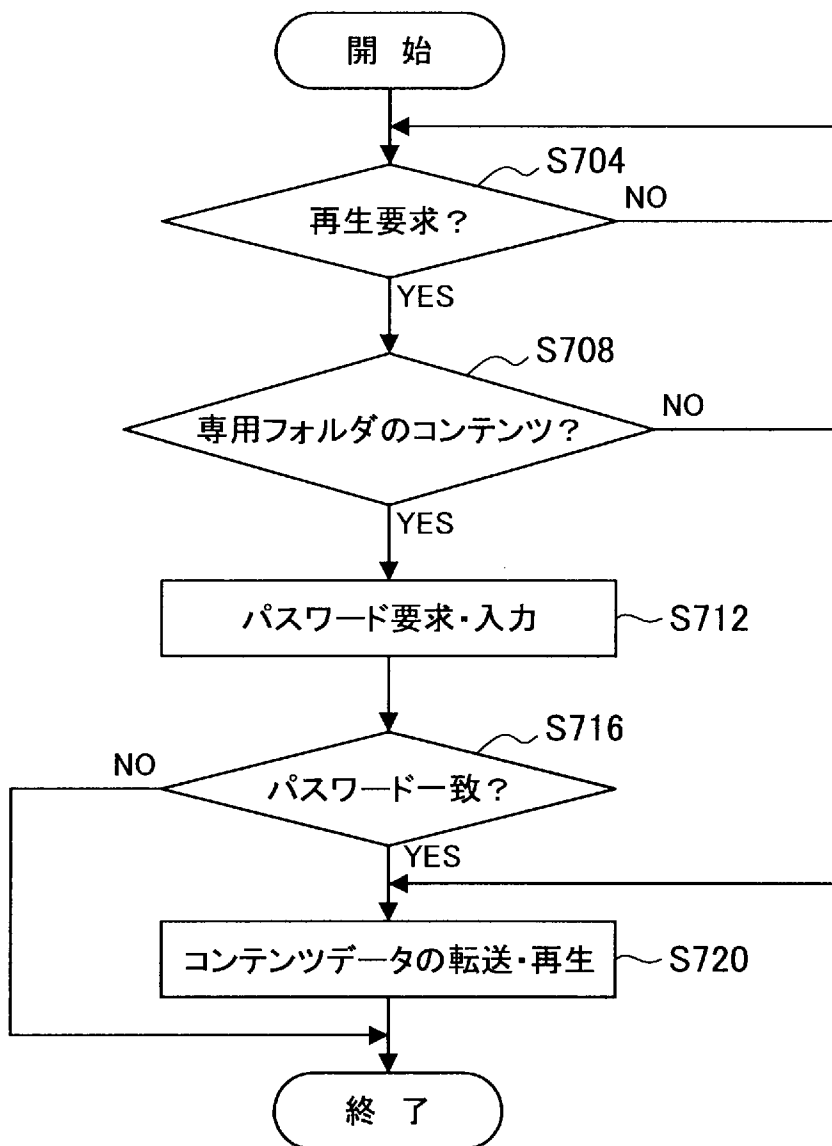 開 始
S704
再生要求？
NO
YES
S708
専用フォルダのコンテンツ？
NO
YES
パスワード要求・入力
S712
S716
NO
パスワード一致？
YES
コンテンツデータの転送・再生
S720
終 了